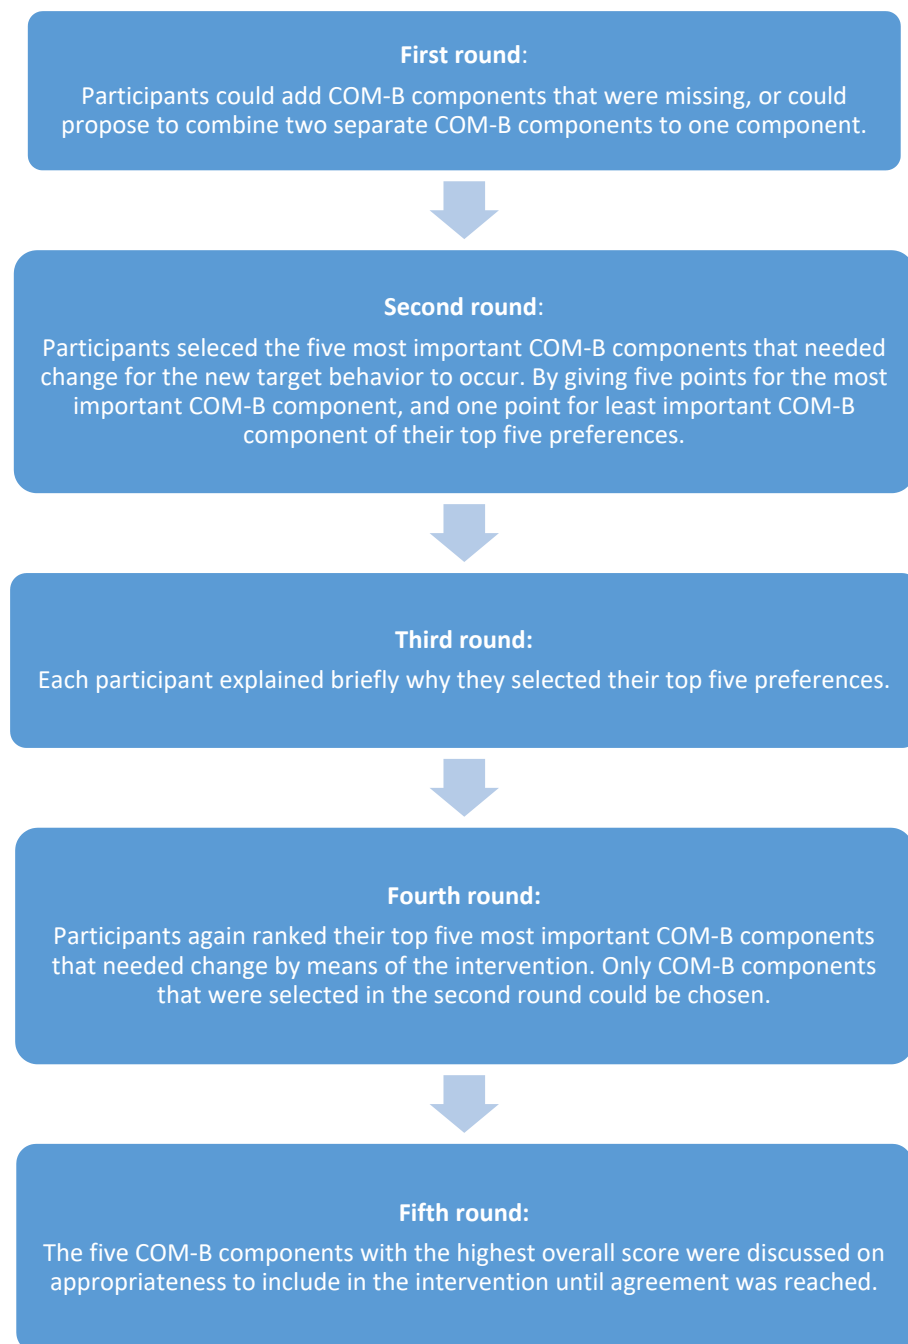 First round:
Participants could add COM-B components that were missing, or could
propose to combine two separate COM-B components to one component.
Second round:
Participants seleced the five most important COM-B components that needed
change for the new target behavior to occur. By giving five points for the most
important COM-B component, and one point for least important COM-B
component of their top five preferences.
Third round:
Each participant explained briefly why they selected their top five preferences.
Fourth round:
Participants again ranked their top five most important COM-B components
that needed change by means of the intervention. Only COM-B components
that were selected in the second round could be chosen.
Fifth round:
The five COM-B components with the highest overall score were discussed on
appropriateness to include in the intervention until agreement was reached.